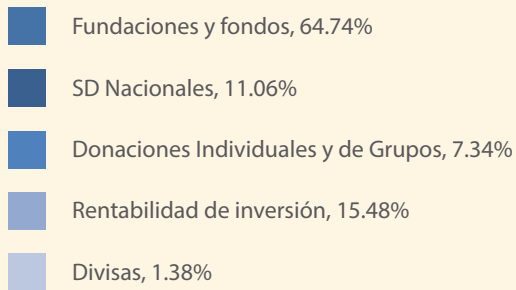 Fundaciones y fondos, 64.74%
SD Nacionales, 11.06%
Donaciones Individuales y de Grupos, 7.34%
Rentabilidad de inversión, 15.48%
Divisas, 1.38%